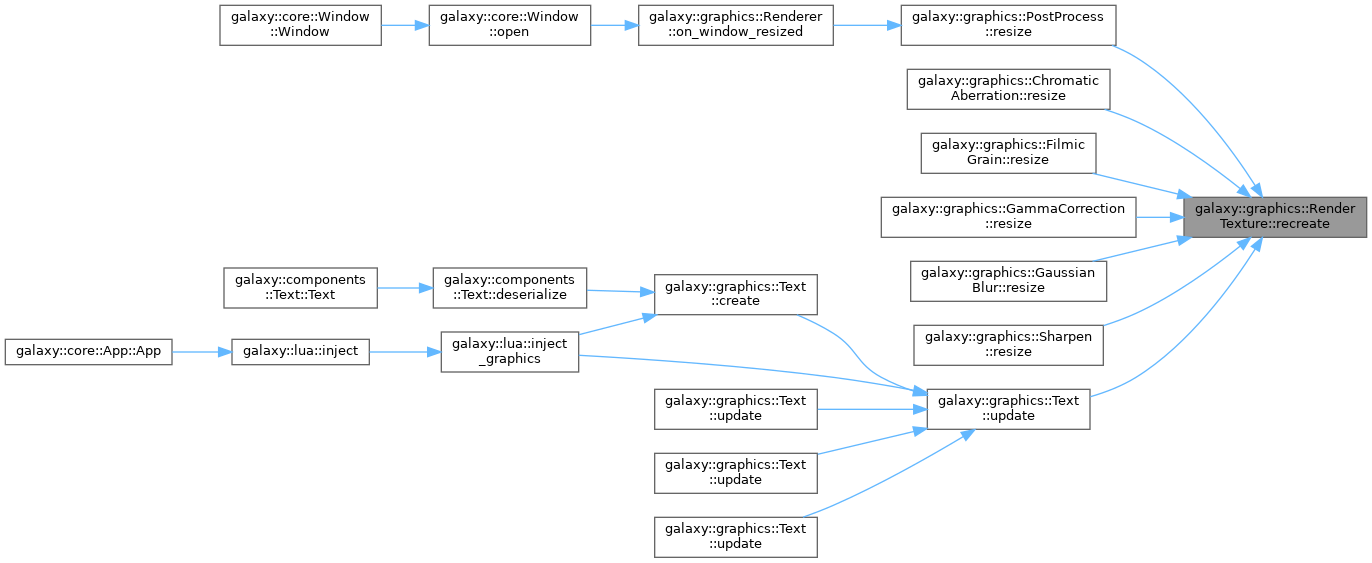 galaxy::core::Window
::Window
galaxy::core::Window
::open
galaxy::graphics::Renderer
::on_window_resized
galaxy::graphics::PostProcess
::resize
galaxy::graphics::Chromatic
Aberration::resize
galaxy::graphics::Filmic
Grain::resize
galaxy::graphics::GammaCorrection
::resize
galaxy::graphics::Render
Texture::recreate
galaxy::graphics::Gaussian
Blur::resize
galaxy::components
::Text::Text
galaxy::components
::Text::deserialize
galaxy::graphics::Text
::create
galaxy::graphics::Sharpen
::resize
galaxy::core::App::App
galaxy::lua::inject
galaxy::lua::inject
_graphics
galaxy::graphics::Text
::update
galaxy::graphics::Text
::update
galaxy::graphics::Text
::update
galaxy::graphics::Text
::update